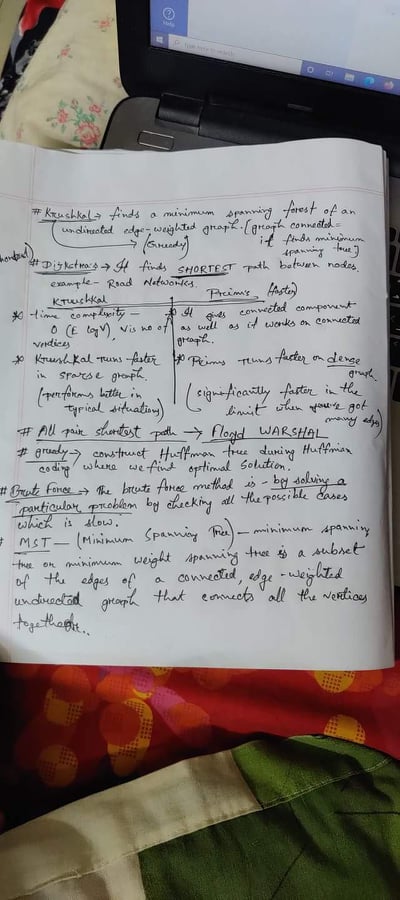 Help
Type here to search
# Krushkal → finds a minimum spanning forest of an
undirected edge-weighted graph. [graph connected =
(Greedy)
it finds minimum
spanning tree]
# Dijkstra's → It finds SHORTEST path between nodes.
example - Road Networks.
Krushkal
Prims (faster)
* time complexity -
O (E log V), V is no of
vertices
* Krushkal runs faster
in sparse graph.
(performs better in
typical situations)
* It gives connected component
as well as it works on connected
graph.
* Prims runs faster on dense
graph.
(significantly faster in the
limit when you've got
many edges)
# All pair shortest path → Floyd WARSHAL
# greedy → construct Huffman tree during Huffman
coding where we find optimal solution.
# Brute Force → the brute force method is - by solving a
particular problem by checking all the possible cases
which is slow.
MST - (Minimum Spanning Tree) - minimum spanning
tree or minimum weight spanning tree is a subset
of the edges of a connected, edge-weighted
undirected graph that connects all the vertices
together..